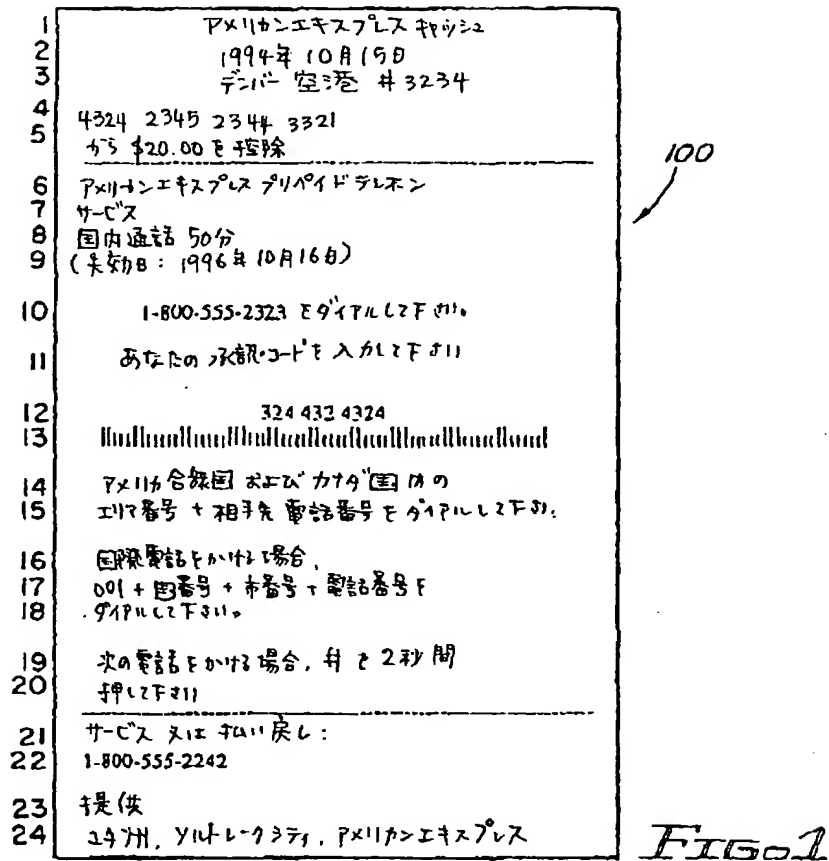 1 アメリカンエキスプレス キャッシュ
2 1994年10月15日
3 デンバー 空港 #3234
4 4324 2345 2344 3321
5 から $20.00 を 控除
100
6 アメリカンエキスプレス プリペイドテレホン
7 サービス
8 国内通話 50分
9 (失効日: 1996年10月16日)
10 1-800-555-2323 をダイアルして下さい。
11 あなたの 承認コードを 入力して下さい
12 324 432 4324
13
14 アメリカ合衆国 および カナダ国内の
15 エリア番号 + 相手先 電話番号 を ダイアルして下さい。
16 国際電話をかける場合,
17 001 + 国番号 + 市番号 + 電話番号を
18 ダイアルして下さい。
19 次の電話をかける場合, # を 2秒間
20 押して下さい
21 サービス 又は 払い戻し:
22 1-800-555-2242
23 提供
24 ユタ州, ソルトレークシティ, アメリカンエキスプレス
FIG. 1